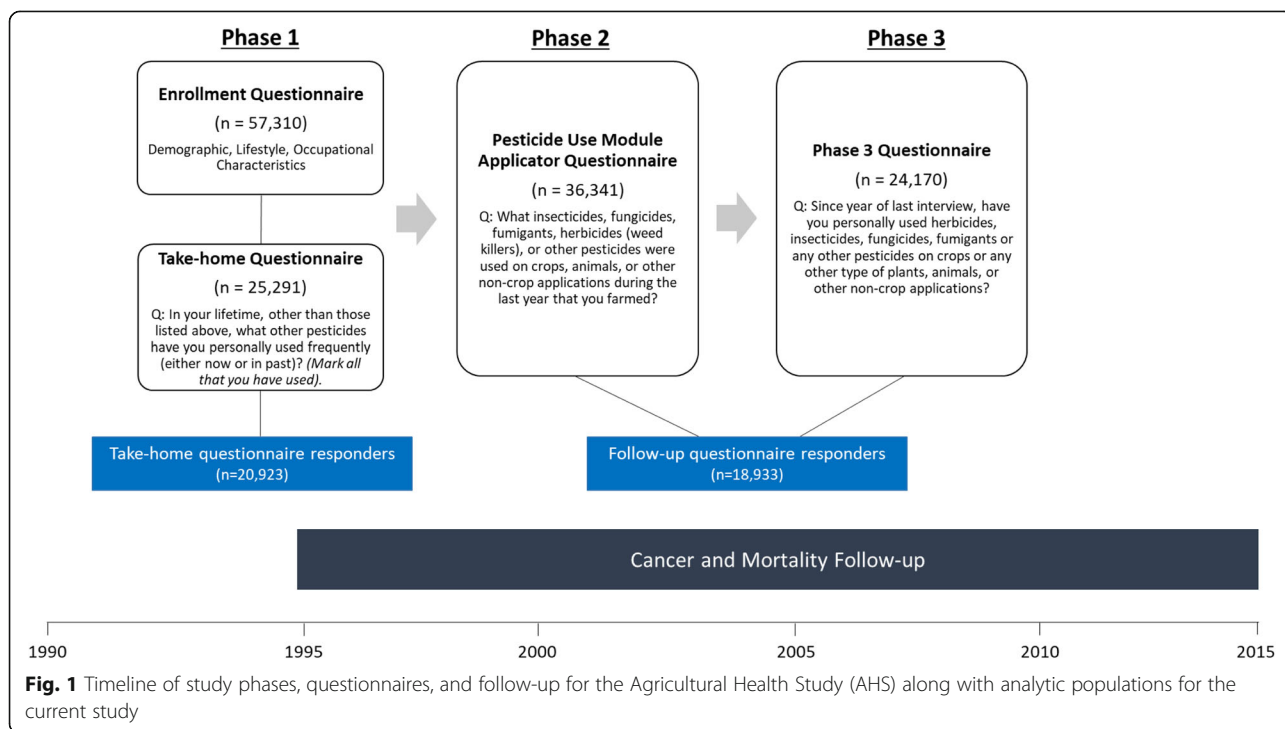 Phase 1
Enrollment Questionnaire
(n = 57,310)
Demographic, Lifestyle, Occupational
Characteristics
Take-home Questionnaire
(n = 25,291)
Q: In your lifetime, other than those
listed above, what other pesticides
have you personally used frequently
(either now or in past)? (Mark all
that you have used).
Take-home questionnaire responders
(n=20,923)
Phase 2
Pesticide Use Module
Applicator Questionnaire
(n = 36,341)
Q: What insecticides, fungicides,
fumigants, herbicides (weed
killers), or other pesticides were
used on crops, animals, or other
non-crop applications during the
last year that you farmed?
Phase 3
Phase 3 Questionnaire
(n = 24,170)
Q: Since year of last interview, have
you personally used herbicides,
insecticides, fungicides, fumigants or
any other pesticides on crops or any
other type of plants, animals, or
other non-crop applications?
Follow-up questionnaire responders
(n=18,933)
Cancer and Mortality Follow-up
1990 1995 2000 2005 2010 2015
Fig. 1 Timeline of study phases, questionnaires, and follow-up for the Agricultural Health Study (AHS) along with analytic populations for the
current study